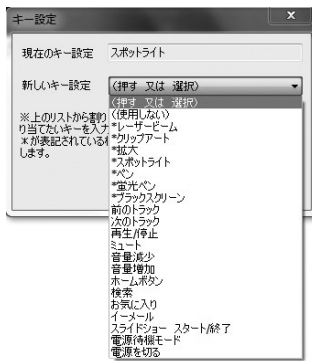 キー設定
x
現在のキー設定 スポットライト
新しいキー設定 (押す 又は 選択)
※上のリストから割り
り当てたいキーを入力
*が表記されている
します。
(押す 又は 選択)
(使用しない)
*レーザービーム
*クリップアート
*拡大
*スポットライト
*ペン
*蛍光ペン
*ブラックスクリーン
前のトラック
次のトラック
再生/停止
ミュート
音量減少
音量増加
ホームボタン
検索
お気に入り
イーメール
スライドショー スタート/終了
電源待機モード
電源を切る